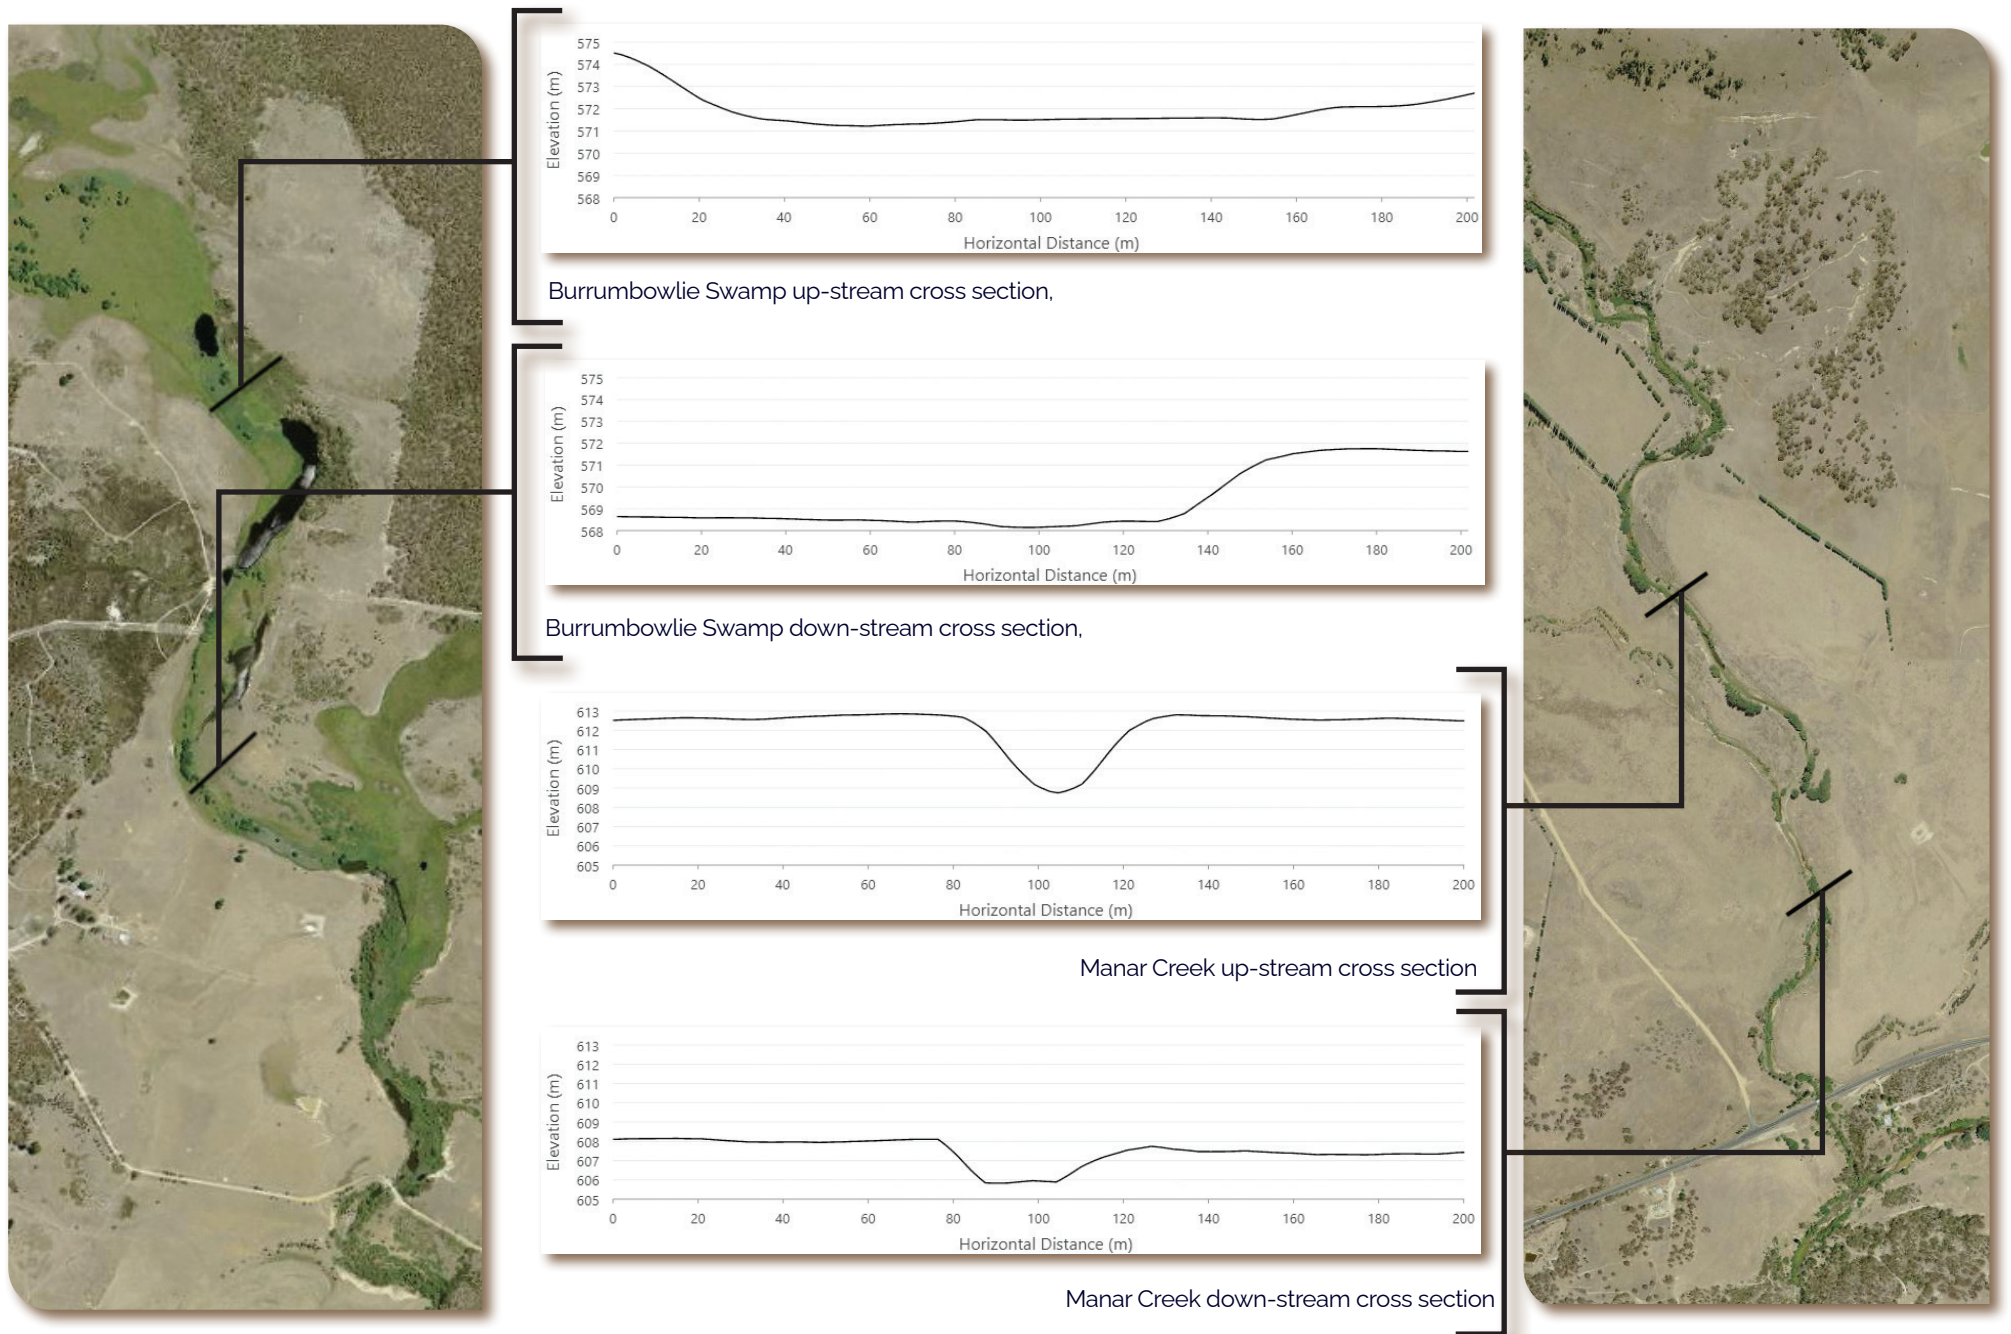 575
574
573
572
571
570
569
568
Elevation (m)
0 20 40 60 80 100 120 140 160 180 200
Horizontal Distance (m)
Burrumbowlie Swamp up-stream cross section,
575
574
573
572
571
570
569
568
Elevation (m)
0 20 40 60 80 100 120 140 160 180 200
Horizontal Distance (m)
Burrumbowlie Swamp down-stream cross section,
613
612
611
610
609
608
607
606
605
Elevation (m)
0 20 40 60 80 100 120 140 160 180 200
Horizontal Distance (m)
Manar Creek up-stream cross section
613
612
611
610
609
608
607
606
605
Elevation (m)
0 20 40 60 80 100 120 140 160 180 200
Horizontal Distance (m)
Manar Creek down-stream cross section